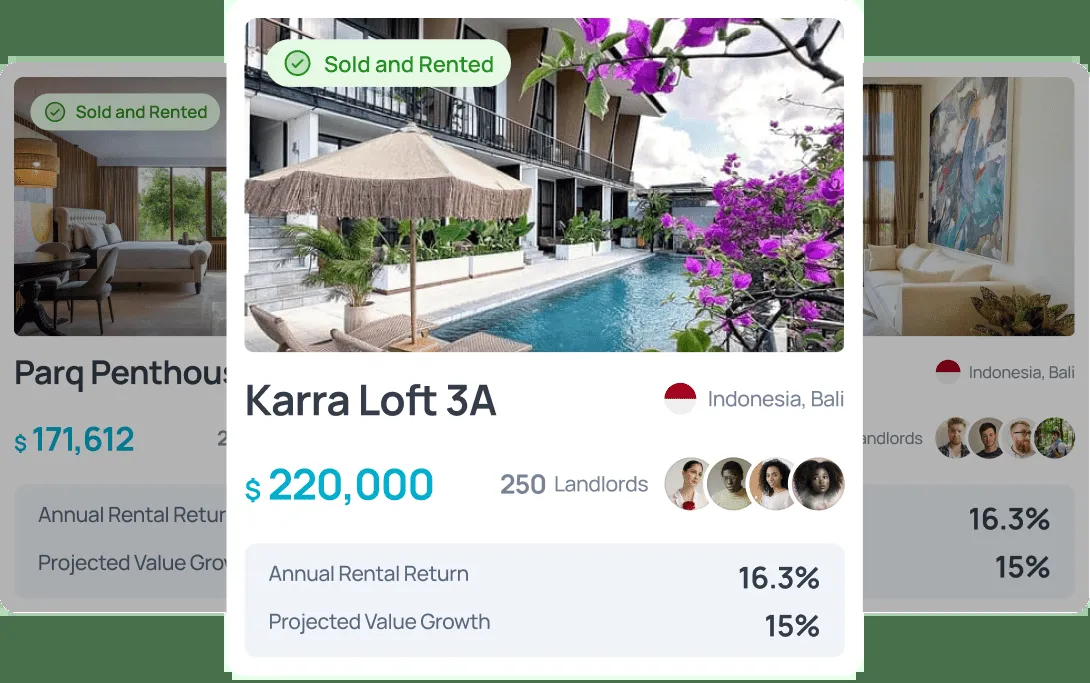 Sold and Rented
Parq Penthous
$ 171,612
2
Annual Rental Retur
Projected Value Grov
Sold and Rented
Karra Loft 3A
Indonesia, Bali
$ 220,000
250 Landlords
Annual Rental Return
16.3%
Projected Value Growth
15%
Indonesia, Bali
andlords
16.3%
15%